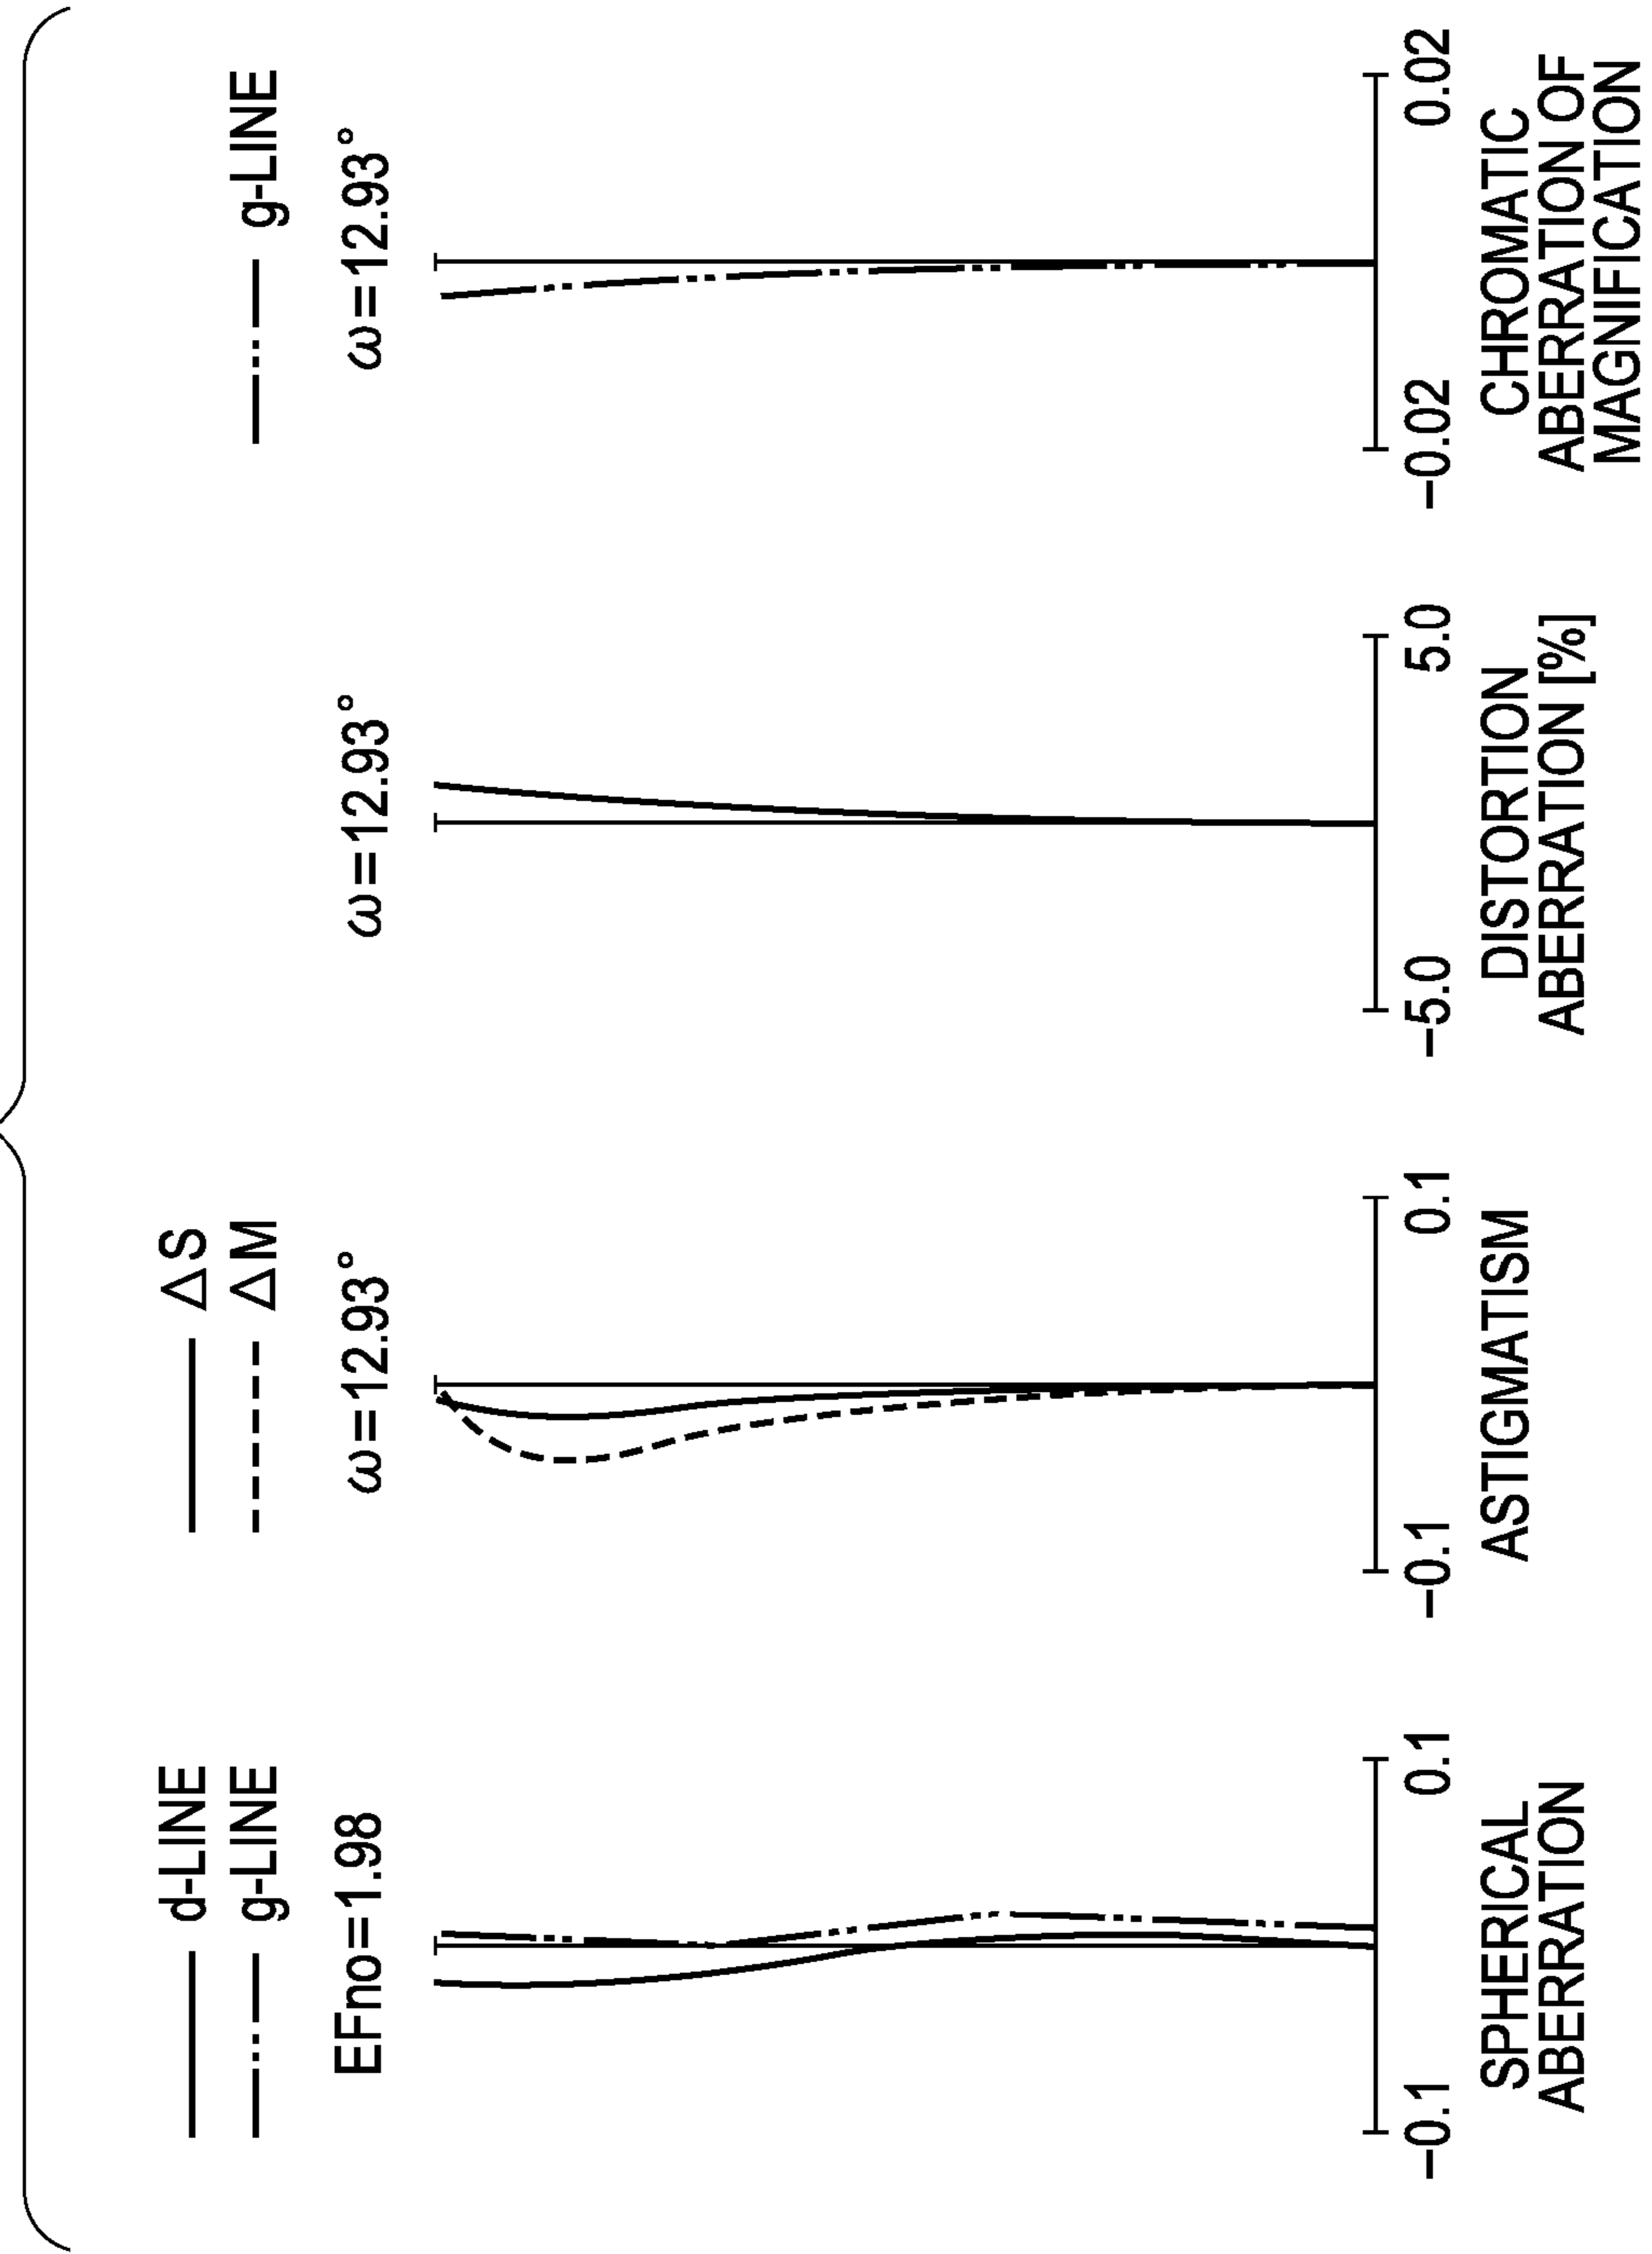 d-LINE
g-LINE
EFno=1.98
−0.1
0.1
SPHERICAL
ABERRATION
ΔS
ΔM
ω=12.93°
−0.1
0.1
ASTIGMATISM
ω=12.93°
−5.0
5.0
DISTORTION
ABERRATION [%]
g-LINE
ω=12.93°
−0.02
0.02
CHROMATIC
ABERRATION OF
MAGNIFICATION